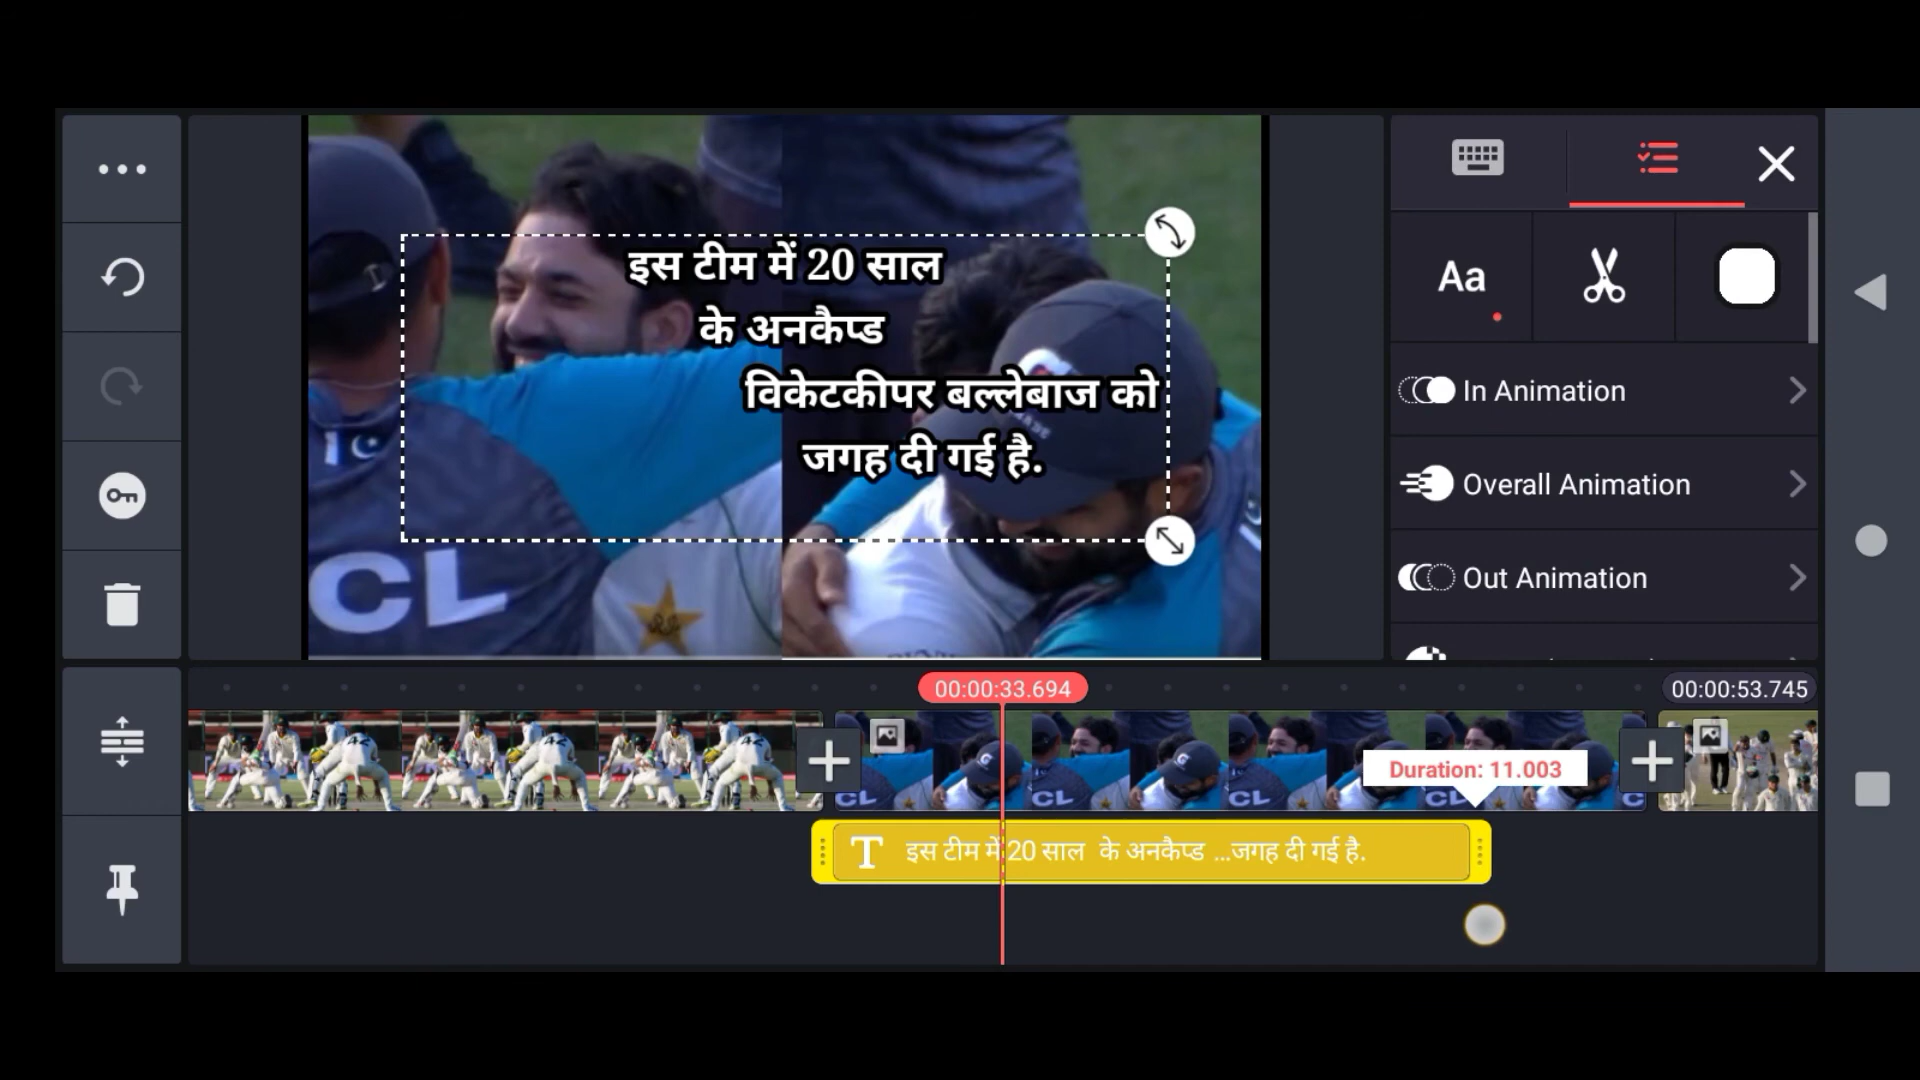 इस टीम में 20 साल
के अनकैप्ड
विकेटकीपर बल्लेबाज को
जगह दी गई है.
CL
Aa
In Animation
Overall Animation
Out Animation
00:00:33.694
00:00:53.745
Duration: 11.003
T इस टीम में 20 साल के अनकैप्ड ...जगह दी गई है.